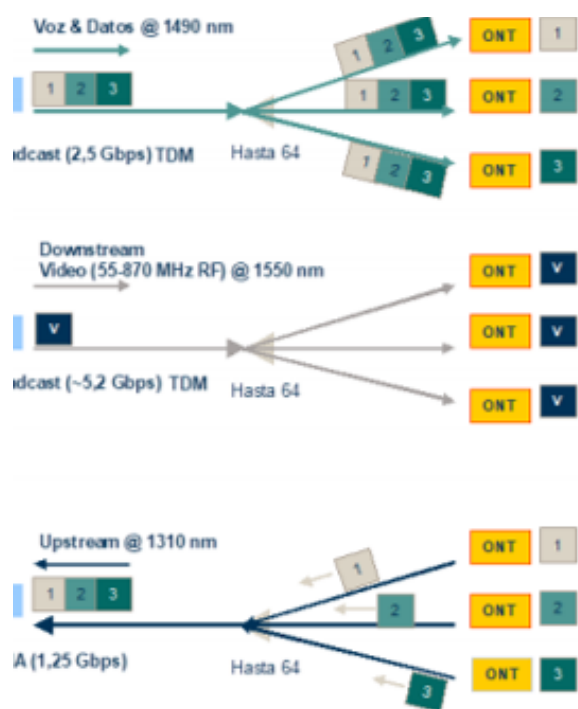 Voz & Datos @ 1490 nm
1 2 3
1 2 3
1 2 3
1 2 3
ONT 1
ONT 2
ONT 3
adcast (2,5 Gbps) TDM
Hasta 64
Downstream
Video (55-870 MHz RF) @ 1550 nm
V
ONT V
ONT V
ONT V
adcast (~5,2 Gbps) TDM
Hasta 64
Upstream @ 1310 nm
1 2 3
1
2
3
ONT 1
ONT 2
ONT 3
A (1,25 Gbps)
Hasta 64